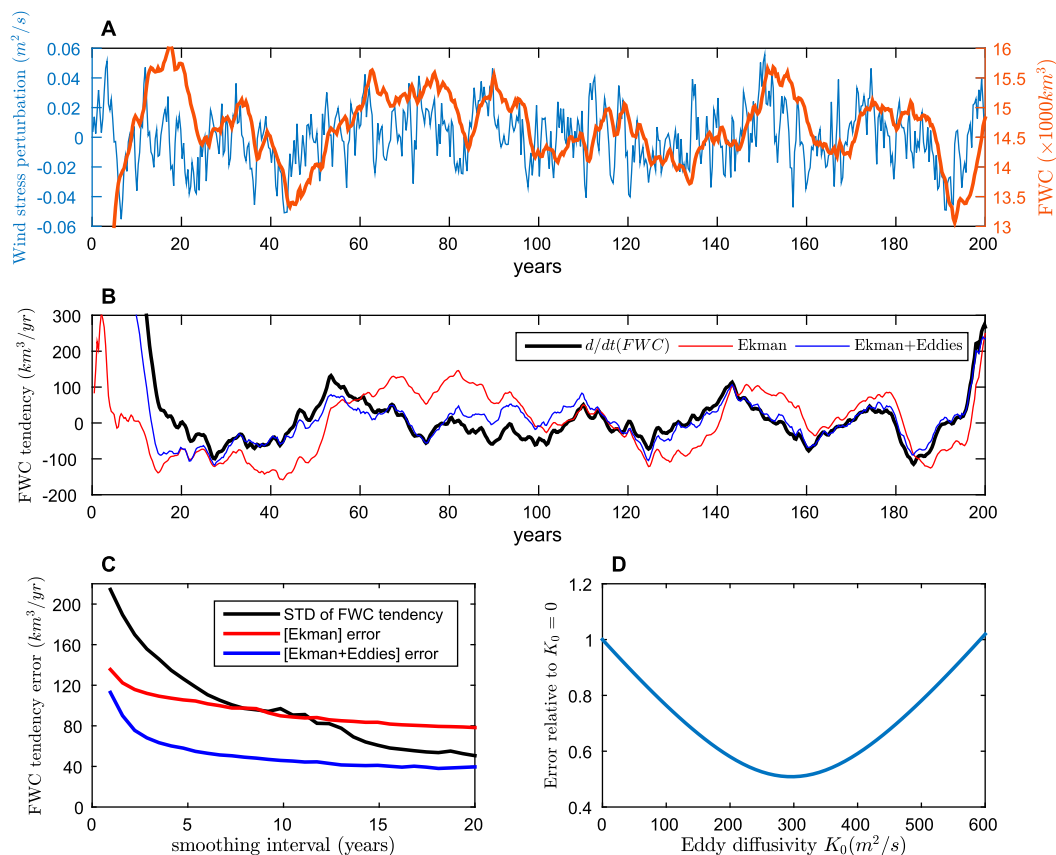 A
Wind stress perturbation (m²/s)
0.06
0.04
0.02
0
-0.02
-0.04
-0.06
16
15.5
15
14.5
14
13.5
13
FWC (×1000km³)
0 20 40 60 80 100 120 140 160 180 200
years
B
FWC tendency (km³/yr)
300
200
100
0
-100
-200
d/dt(FWC) Ekman Ekman+Eddies
0 20 40 60 80 100 120 140 160 180 200
years
C
FWC tendency error (km³/yr)
200
160
120
80
40
0
STD of FWC tendency
[Ekman] error
[Ekman+Eddies] error
0 5 10 15 20
smoothing interval (years)
D
Error relative to K₀ = 0
1.2
1
0.8
0.6
0.4
0 100 200 300 400 500 600
Eddy diffusivity K₀(m²/s)